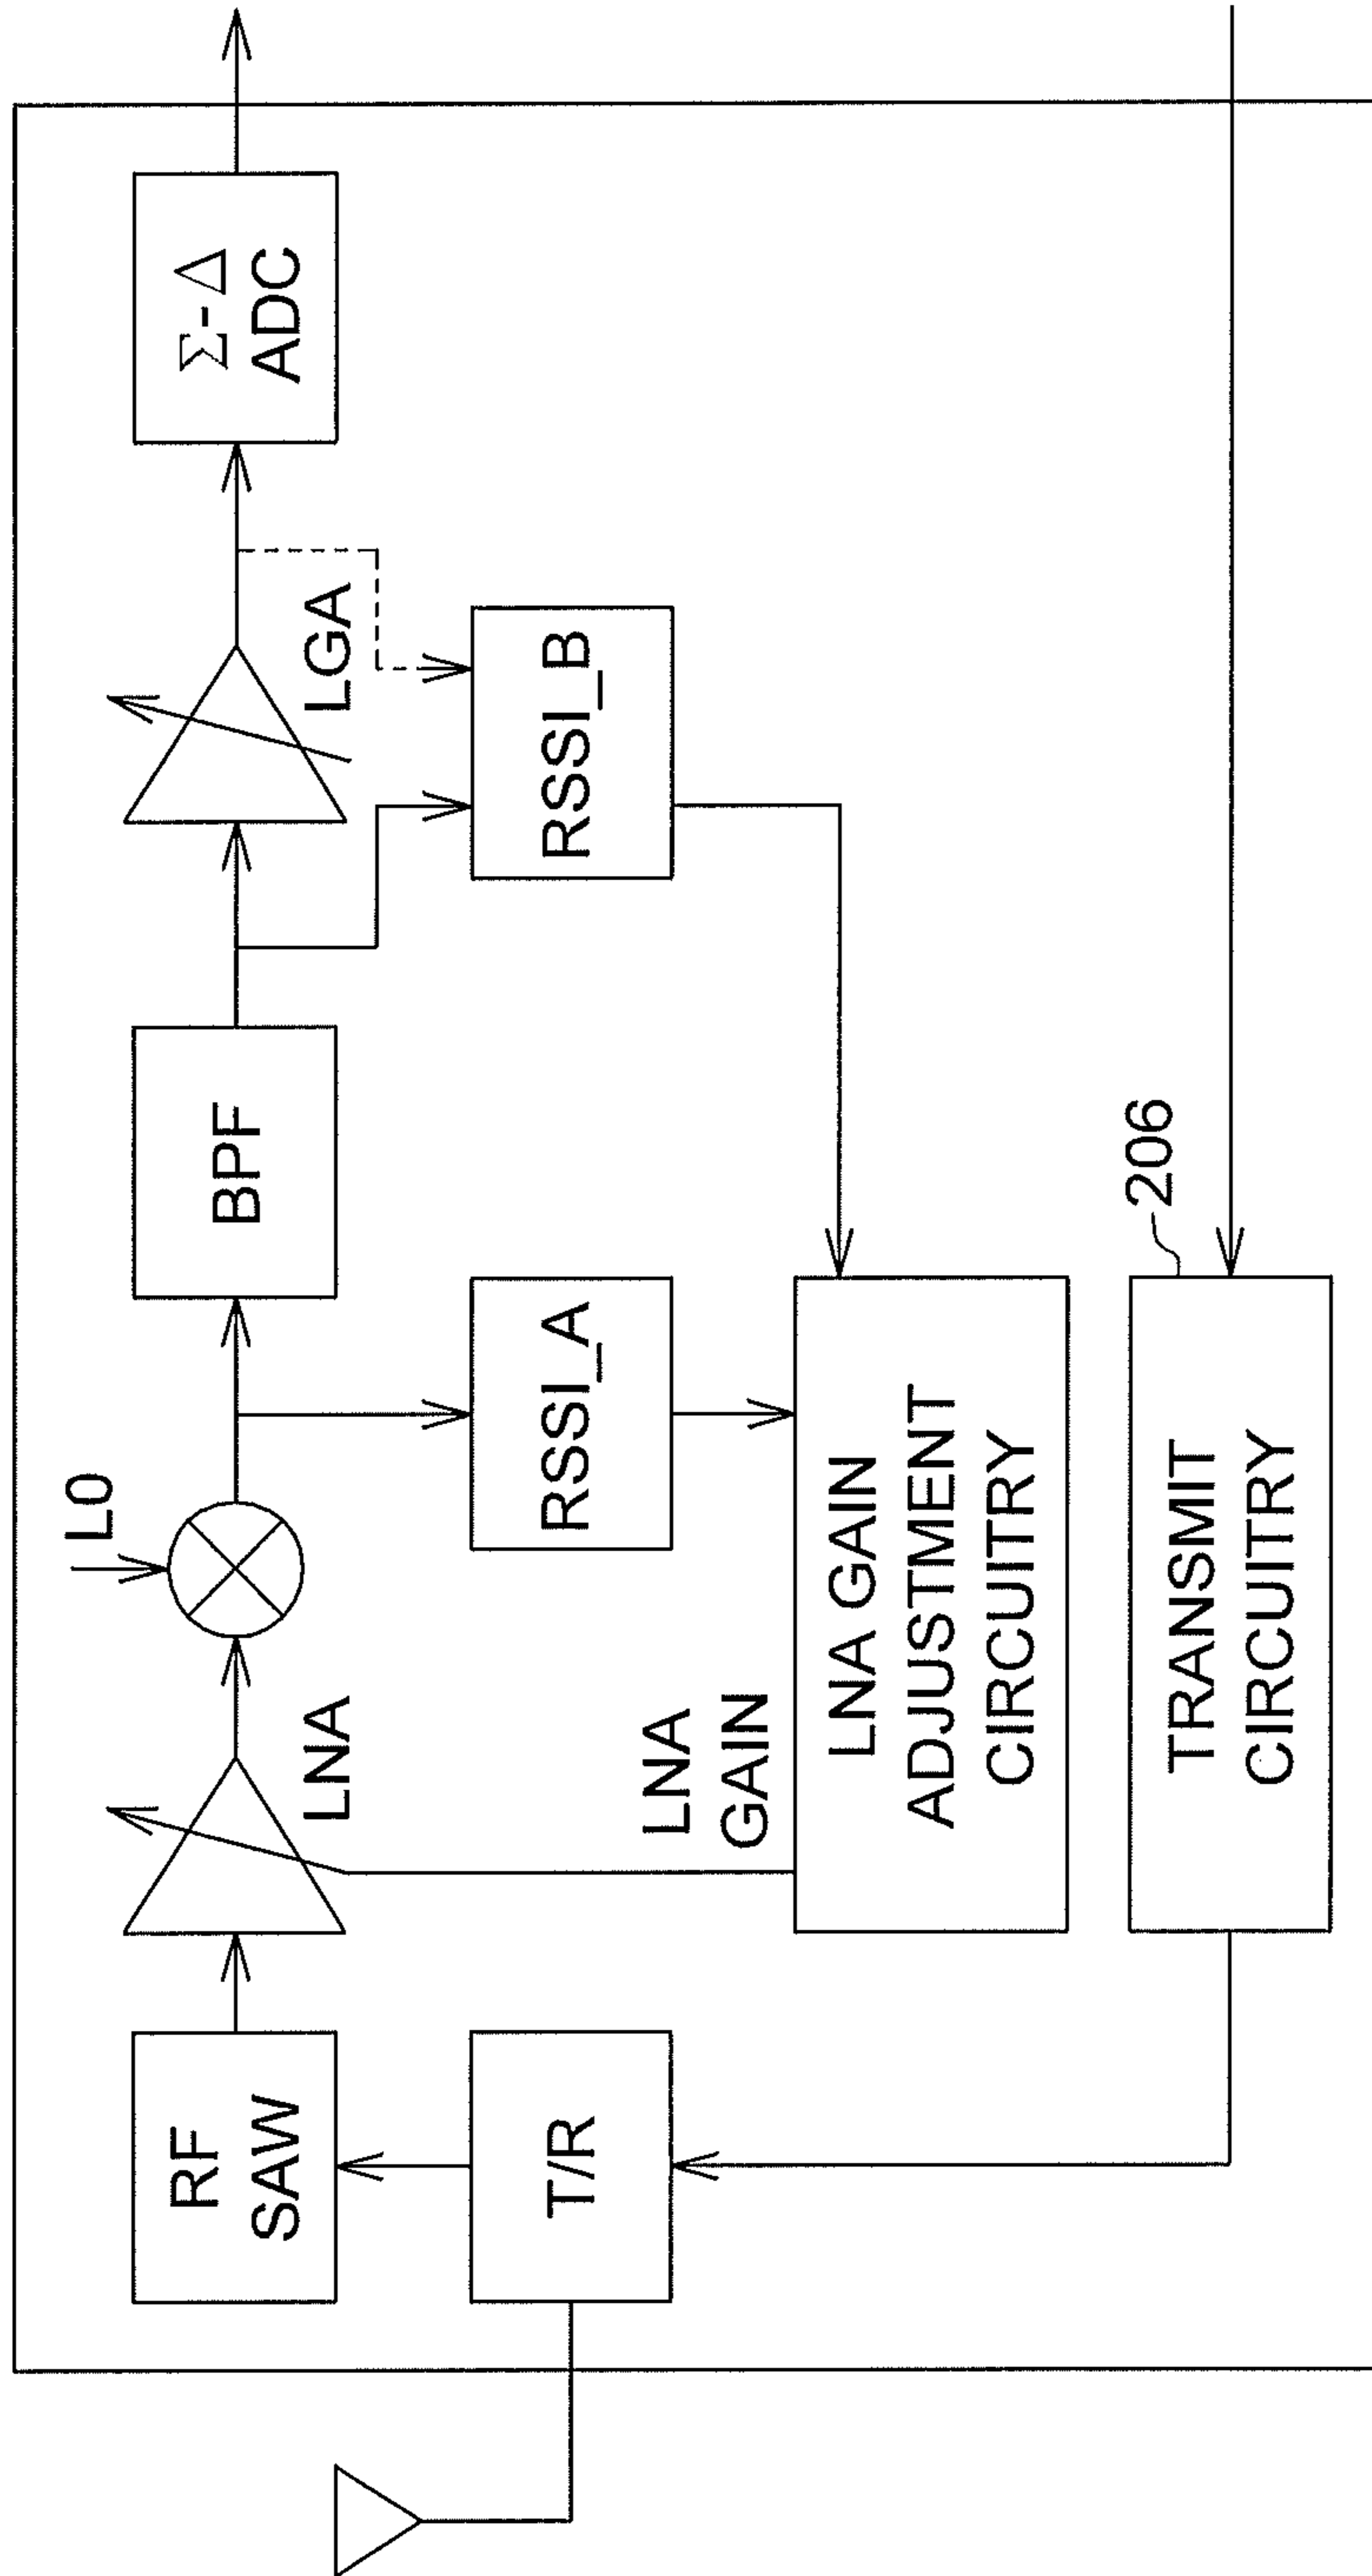 RF
SAW
LNA
L0
BPF
LGA
Σ-Δ
ADC
T/R
RSSI_A
RSSI_B
LNA
GAIN
LNA GAIN
ADJUSTMENT
CIRCUITRY
206
TRANSMIT
CIRCUITRY